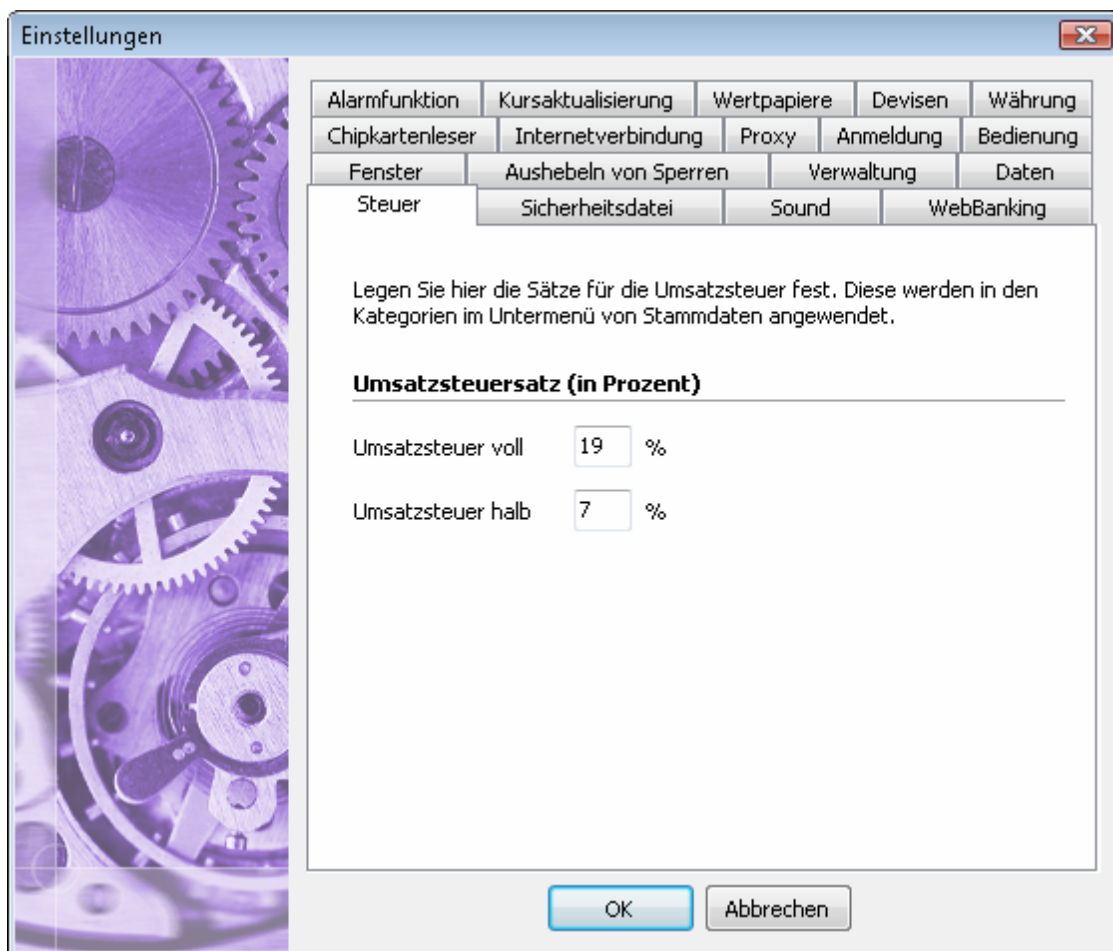 Einstellungen
Alarmfunktion Kursaktualisierung Wertpapiere Devisen Währung
Chipkartenleser Internetverbindung Proxy Anmeldung Bedienung
Fenster Aushebeln von Sperren Verwaltung Daten
Steuer Sicherheitsdatei Sound WebBanking
Legen Sie hier die Sätze für die Umsatzsteuer fest. Diese werden in den
Kategorien im Untermenü von Stammdaten angewendet.
Umsatzsteuersatz (in Prozent)
Umsatzsteuer voll 19 %
Umsatzsteuer halb 7 %
OK Abbrechen